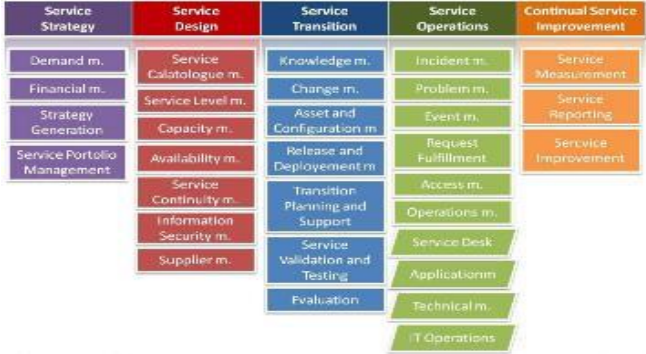 Service
Strategy
Demand m.
Financial m.
Strategy
Generation
Service Portolio
Management
Service
Design
Service
Calatologue m.
Service Level m.
Capacity m.
Availability m.
Service
Continuity m.
Information
Security m.
Supplier m.
Service
Transition
Knowledge m.
Change m.
Asset and
Configuration m
Release and
Deployement m
Transition
Planning and
Support
Service
Validation and
Testing
Evaluation
Service
Operations
Incident m.
Problem m.
Event m.
Request
Fulfillment
Access m.
Operations m.
Service Desk
Applicationm
Technical m.
IT Operations
Continual Service
Improvement
Service
Measurement
Service
Reporting
Sercvice
Improvement